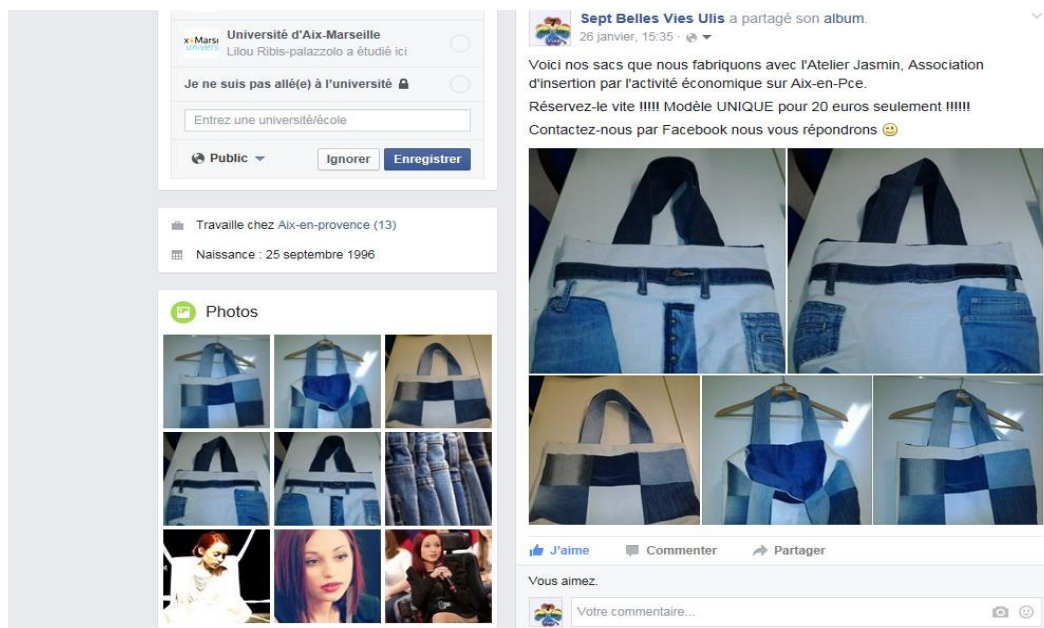 x•Mars
univers
Université d'Aix-Marseille
Lilou Ribis-palazzolo a étudié ici
Je ne suis pas allé(e) à l'université
Entrez une université/école
Public
Ignorer
Enregistrer
Travaille chez Aix-en-provence (13)
Naissance : 25 septembre 1996
Photos
Sept Belles Vies Ulis a partagé son album.
26 janvier, 15:35 ·
Voici nos sacs que nous fabriquons avec l'Atelier Jasmin, Association
d'insertion par l'activité économique sur Aix-en-Pce.
Réservez-le vite !!!!! Modèle UNIQUE pour 20 euros seulement !!!!!!
Contactez-nous par Facebook nous vous répondrons
J'aime
Commenter
Partager
Vous aimez.
Votre commentaire...